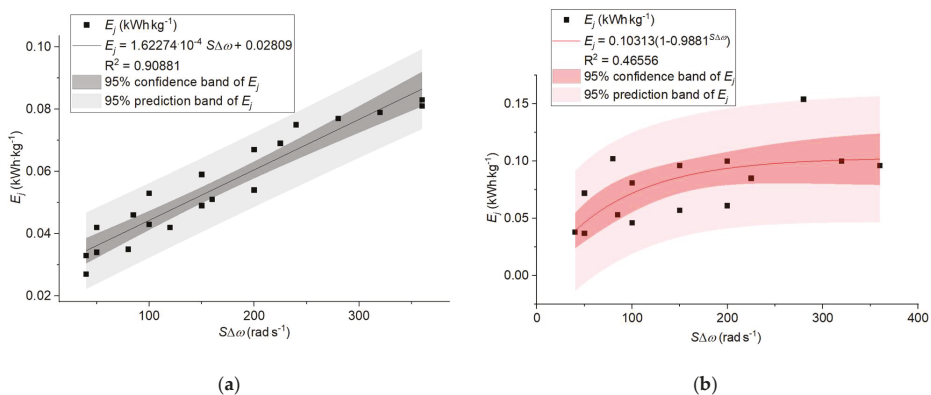 E_j (kWh kg⁻¹)
E_j = 1.62274·10⁻⁴ SΔω + 0.02809
R² = 0.90881
95% confidence band of E_j
95% prediction band of E_j
0.10
0.08
0.06
0.04
0.02
E_j (kWh kg⁻¹)
100 200 300
SΔω (rad s⁻¹)
(a)
E_j (kWh kg⁻¹)
E_j = 0.10313(1-0.9881^SΔω)
R² = 0.46556
95% confidence band of E_j
95% prediction band of E_j
0.15
0.10
0.05
0.00
E_j (kWh kg⁻¹)
0 100 200 300 400
SΔω (rad s⁻¹)
(b)